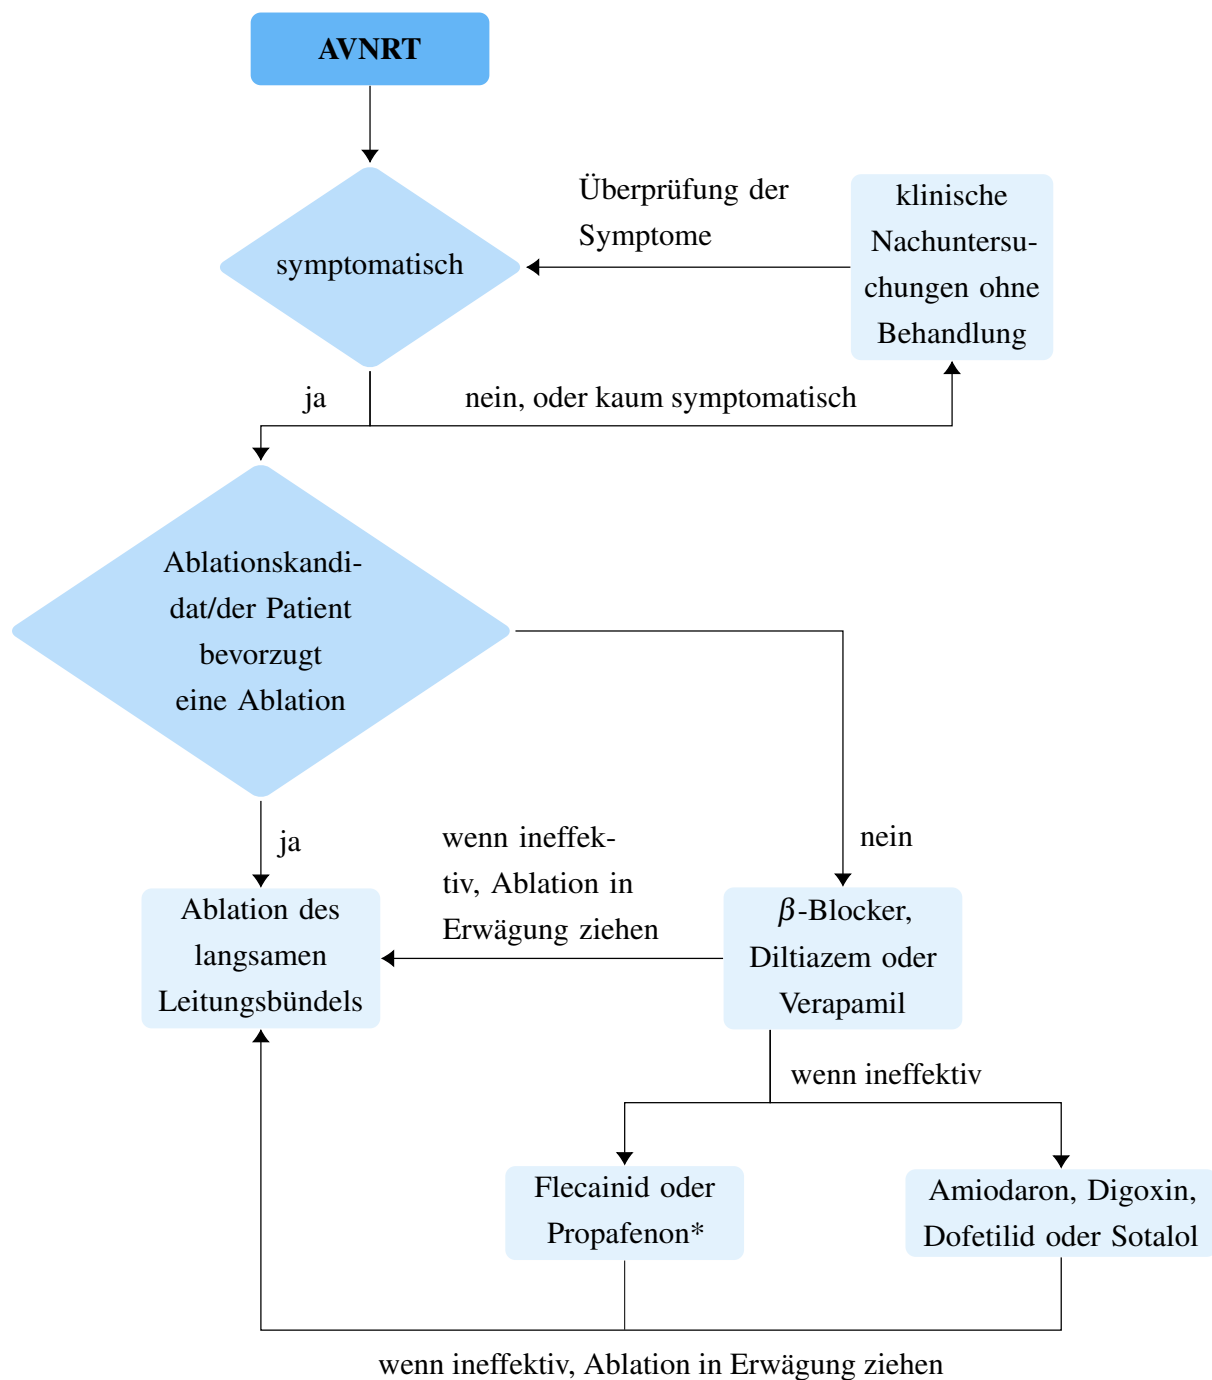 AVNRT
symptomatisch
Überprüfung der
Symptome
klinische
Nachuntersu-
chungen ohne
Behandlung
ja
nein, oder kaum symptomatisch
Ablationskandi-
dat/der Patient
bevorzugt
eine Ablation
ja
wenn ineffek-
tiv, Ablation in
Erwägung ziehen
nein
Ablation des
langsamen
Leitungsbündels
β-Blocker,
Diltiazem oder
Verapamil
wenn ineffektiv
Flecainid oder
Propafenon*
Amiodaron, Digoxin,
Dofetilid oder Sotalol
wenn ineffektiv, Ablation in Erwägung ziehen